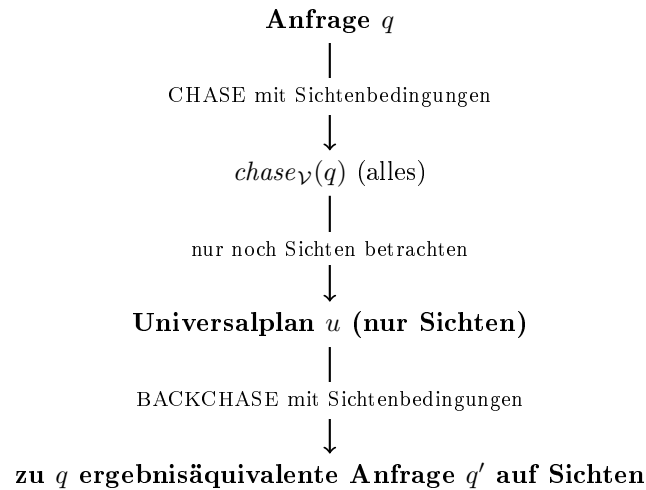 Anfrage q
CHASE mit Sichtenbedingungen
chase𝒱(q) (alles)
nur noch Sichten betrachten
Universalplan u (nur Sichten)
BACKCHASE mit Sichtenbedingungen
zu q ergebnisäquivalente Anfrage q′ auf Sichten